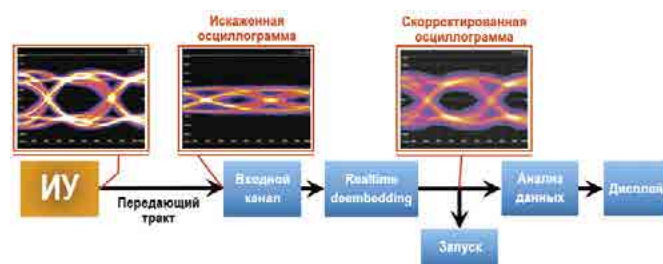 Искаженная
осциллограмма
Скорректированная
осциллограмма
ИУ
Передающий
тракт
Входной
канал
Realtime
deembedding
Анализ
данных
Дисплей
Запуск